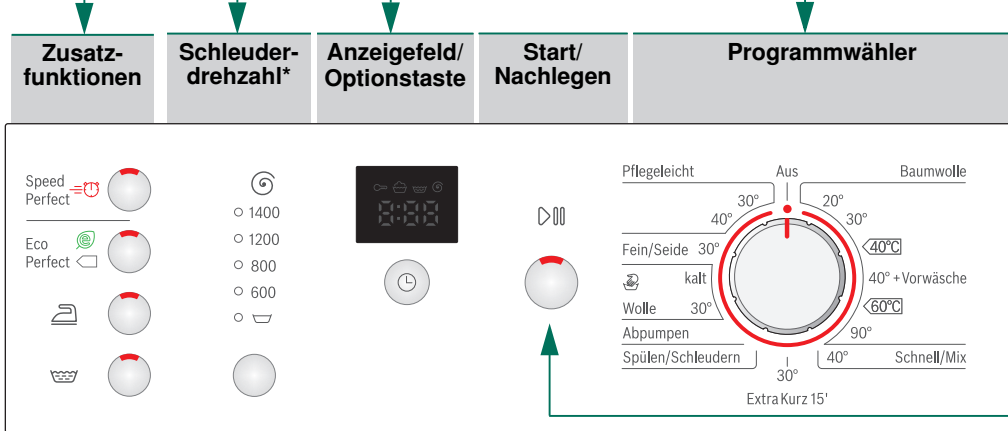 Zusatz-
funktionen
Schleuder-
drehzahl*
Anzeigefeld/
Optionstaste
Start/
Nachlegen
Programmwähler
Speed
Perfect
Eco
Perfect
1400
1200
800
600
8:88
Pflegeleicht
Aus
Baumwolle
30°
20°
40°
30°
Fein/Seide 30°
40°C
kalt
40° +Vorwäsche
Wolle 30°
60°C
Abpumpen
90°
Spülen/Schleudern
40° Schnell/Mix
30°
Extra Kurz 15'